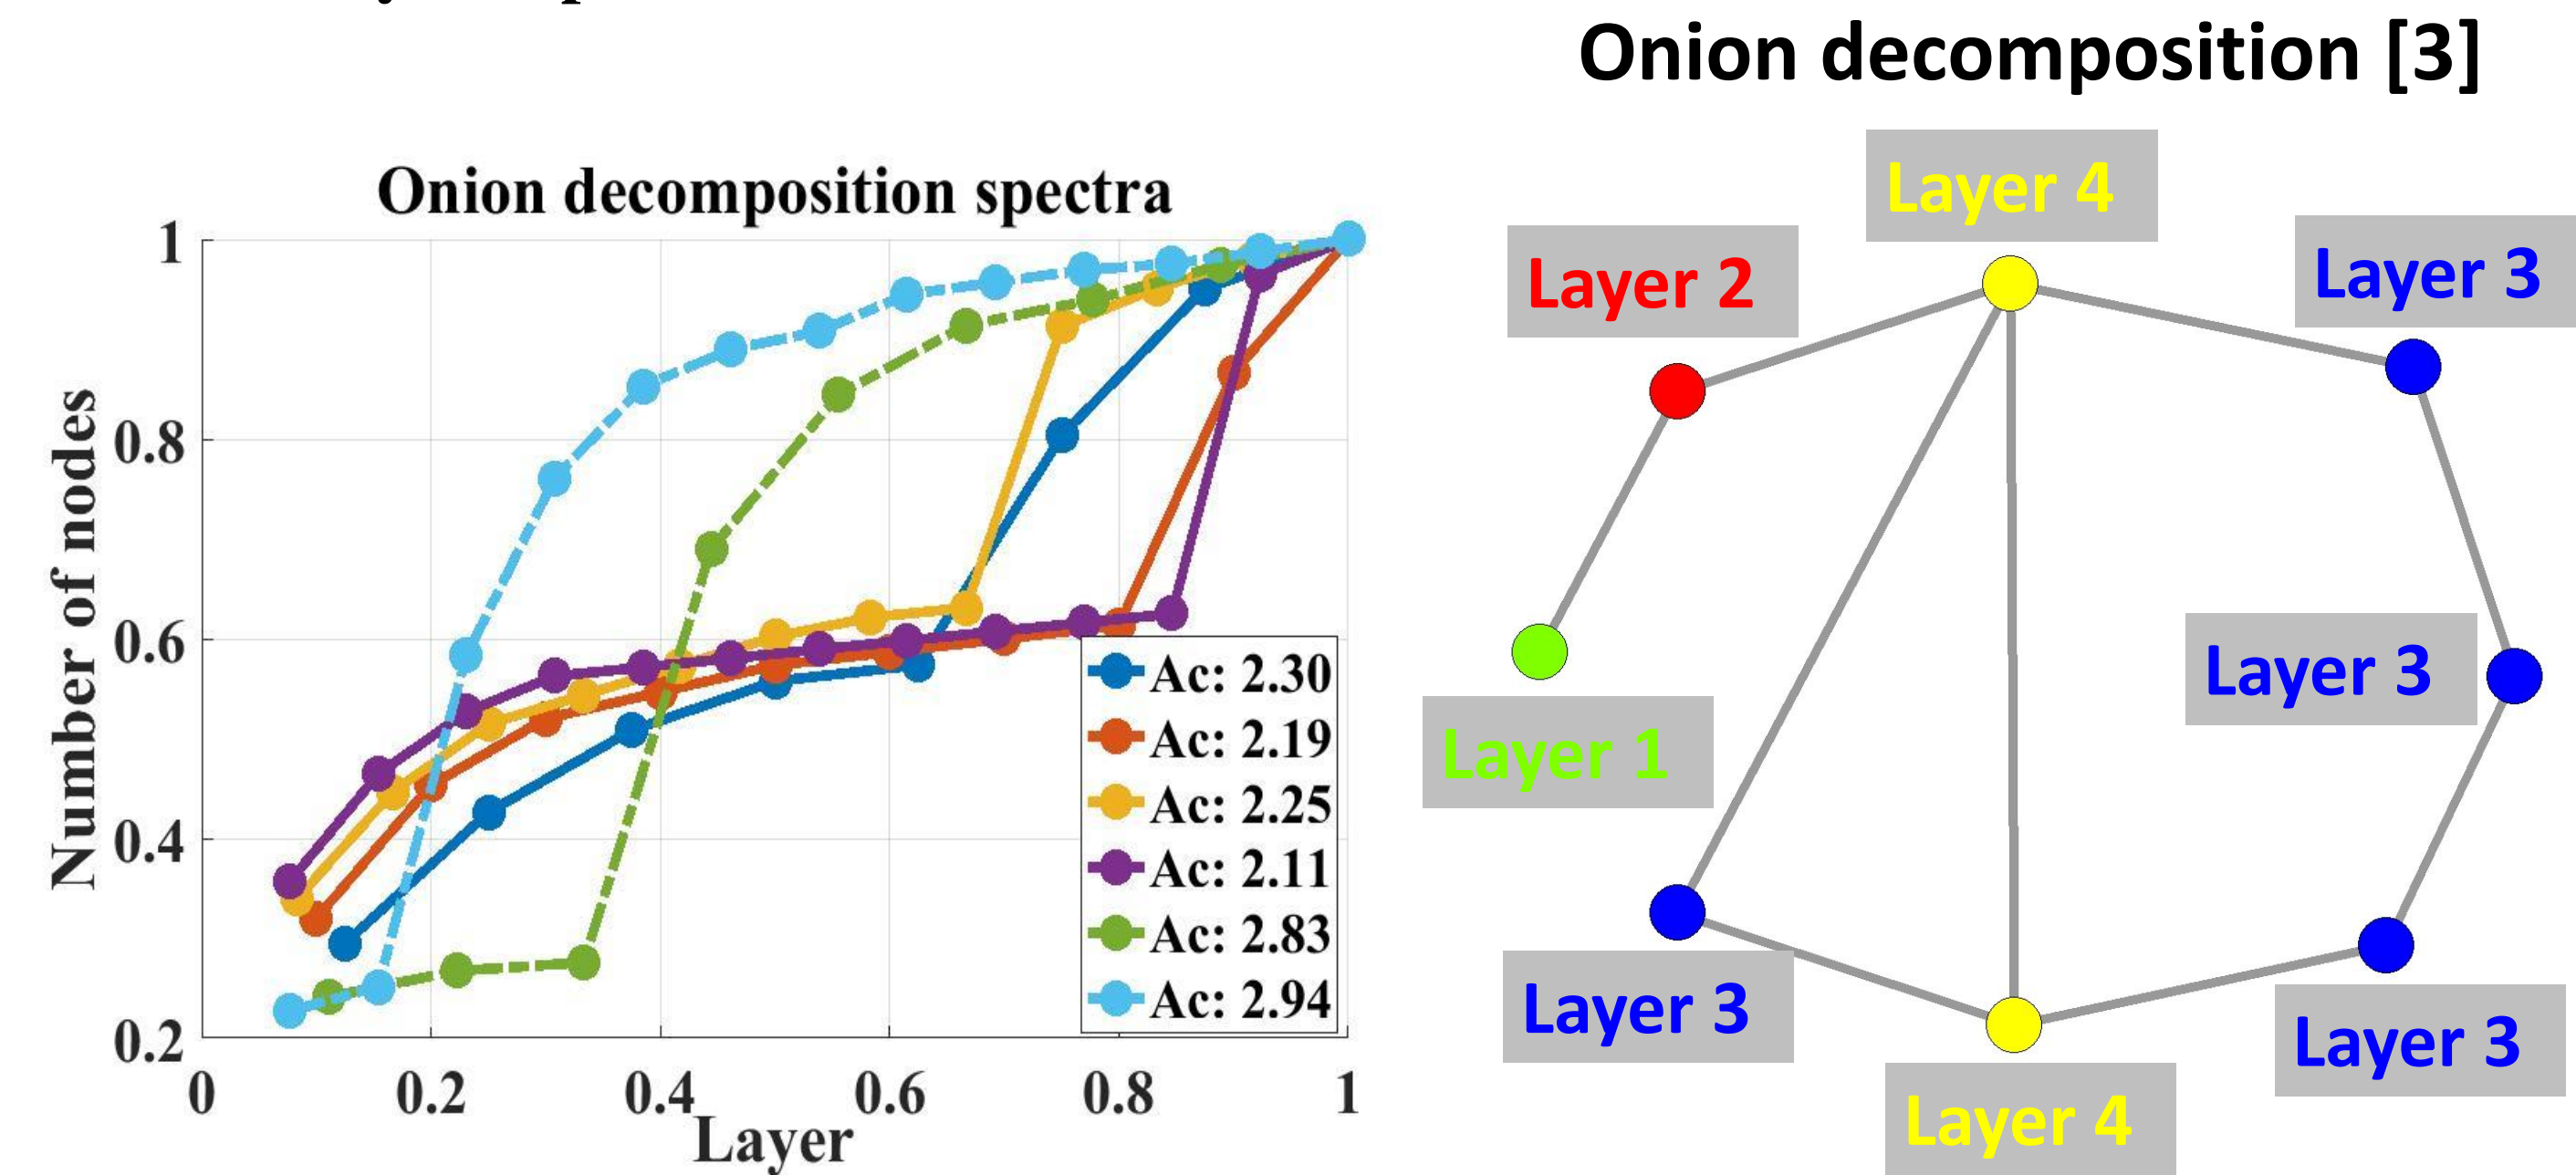 Onion decomposition [3]
Onion decomposition spectra
Number of nodes
1
0.8
0.6
0.4
0.2
0
0.2
0.4
0.6
0.8
1
Layer
Ac: 2.30
Ac: 2.19
Ac: 2.25
Ac: 2.11
Ac: 2.83
Ac: 2.94
Layer 4
Layer 2
Layer 3
Layer 3
Layer 1
Layer 3
Layer 3
Layer 4